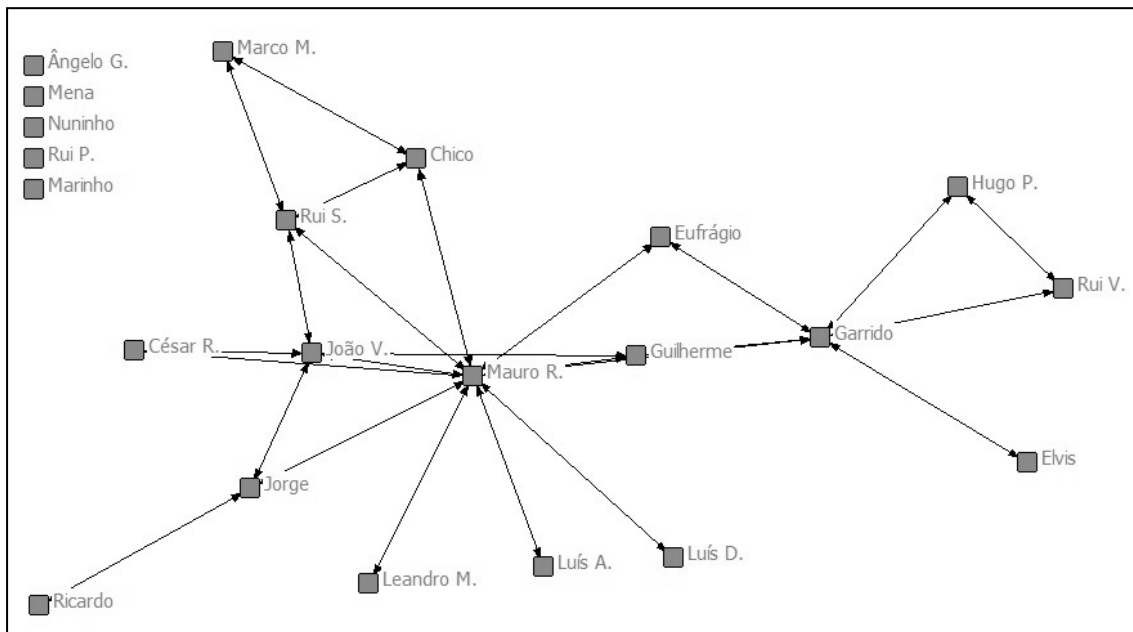 Ângelo G.
Mena
Nuninho
Rui P.
Marinho
Marco M.
Chico
Rui S.
Hugo P.
Eufrágio
Rui V.
Garrido
César R.
João V.
Guilherme
Mauro R.
Elvis
Jorge
Luís D.
Luís A.
Leandro M.
Ricardo